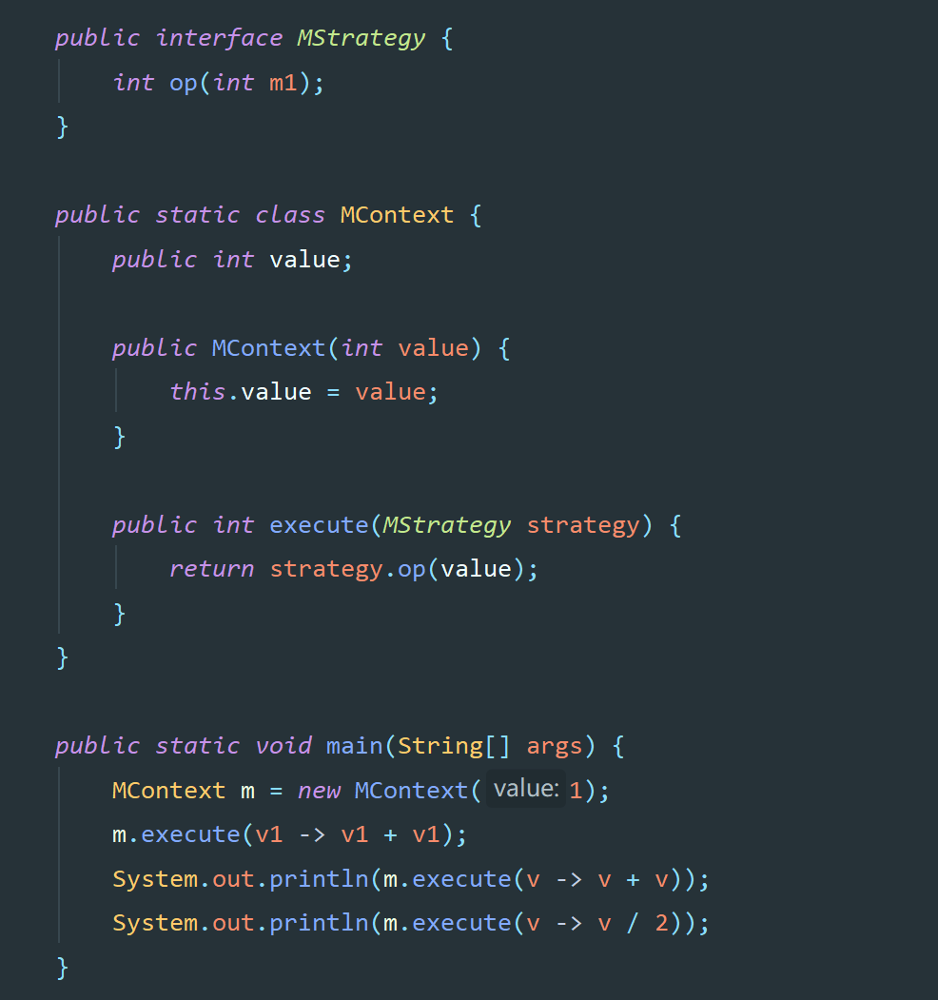 public interface MStrategy {
    int op(int m1);
}

public static class MContext {
    public int value;

    public MContext(int value) {
        this.value = value;
    }

    public int execute(MStrategy strategy) {
        return strategy.op(value);
    }
}

public static void main(String[] args) {
    MContext m = new MContext( value: 1);
    m.execute(v1 -> v1 + v1);
    System.out.println(m.execute(v -> v + v));
    System.out.println(m.execute(v -> v / 2));
}